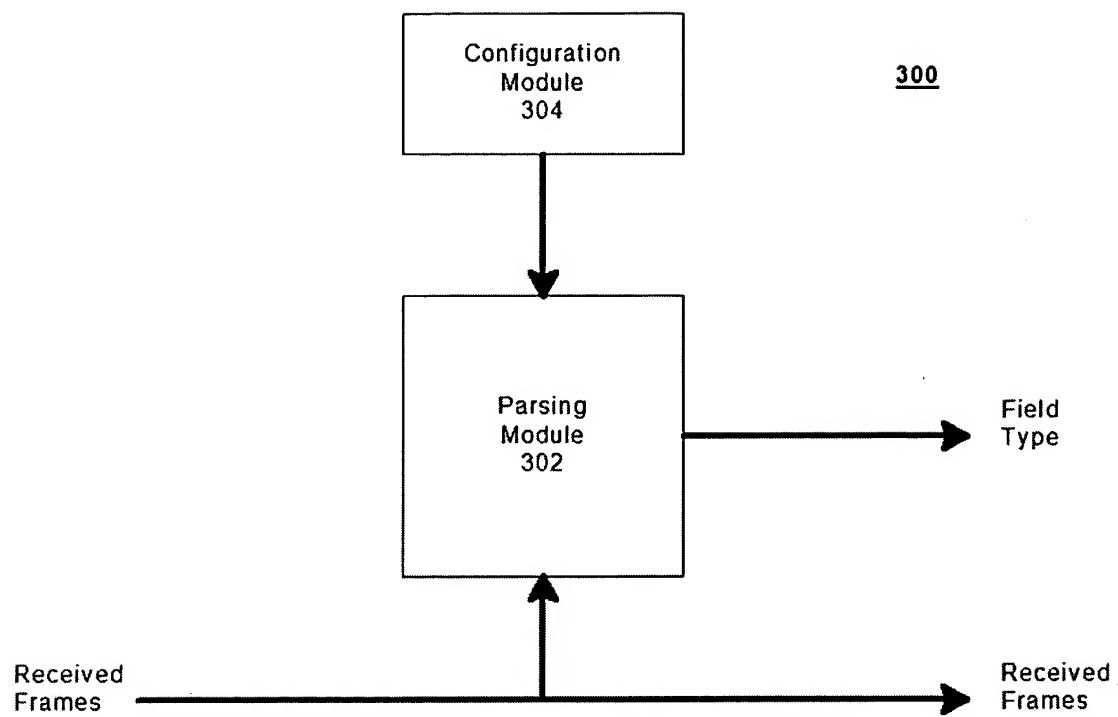 Configuration
Module
304
300
Parsing
Module
302
Field
Type
Received
Frames
Received
Frames